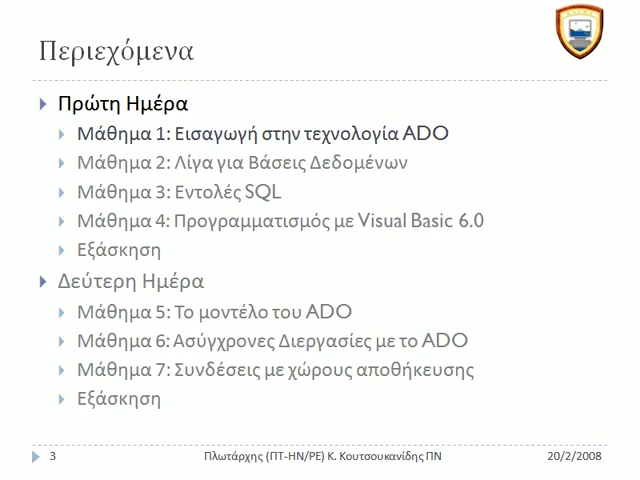 Περιεχόμενα
Πρώτη Ημέρα
Μάθημα 1: Εισαγωγή στην τεχνολογία ADO
Μάθημα 2: Λίγα για Βάσεις Δεδομένων
Μάθημα 3: Εντολές SQL
Μάθημα 4: Προγραμματισμός με Visual Basic 6.0
Εξάσκηση
Δεύτερη Ημέρα
Μάθημα 5: Το μοντέλο του ADO
Μάθημα 6: Ασύγχρονες Διεργασίες με το ADO
Μάθημα 7: Συνδέσεις με χώρους αποθήκευσης
Εξάσκηση
3 Πλωτάρχης (ΠΤ-ΗΝ/ΡΕ) Κ. Κουτσουκανίδης ΠΝ 20/2/2008